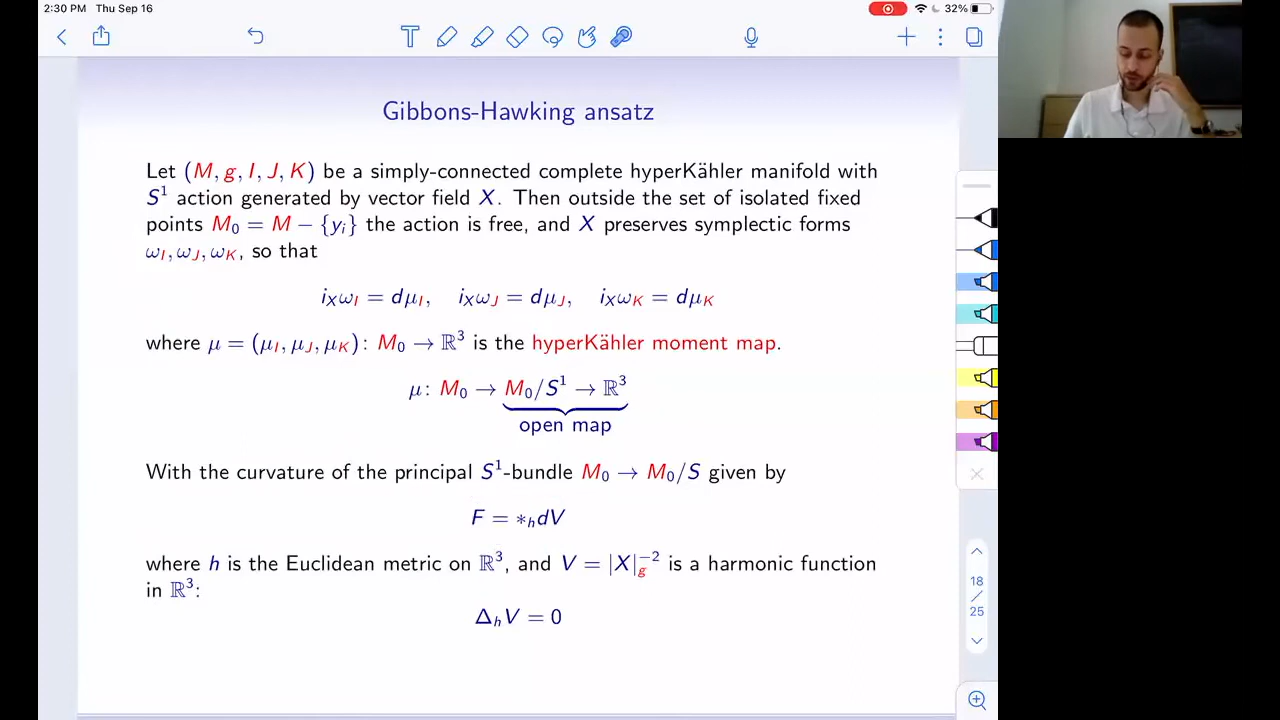 2:30 PM Thu Sep 16
32%
Gibbons-Hawking ansatz
Let (M, g, I, J, K) be a simply-connected complete hyperKähler manifold with
S¹ action generated by vector field X. Then outside the set of isolated fixed
points M₀ = M − {yᵢ} the action is free, and X preserves symplectic forms
ω_I, ω_J, ω_K, so that
i_Xω_I = dμ_I, i_Xω_J = dμ_J, i_Xω_K = dμ_K
where μ = (μ_I, μ_J, μ_K): M₀ → ℝ³ is the hyperKähler moment map.
μ: M₀ → M₀/S¹ → ℝ³
open map
With the curvature of the principal S¹-bundle M₀ → M₀/S given by
F = *_h dV
where h is the Euclidean metric on ℝ³, and V = |X|_g⁻² is a harmonic function
in ℝ³:
Δ_h V = 0
18
/
25